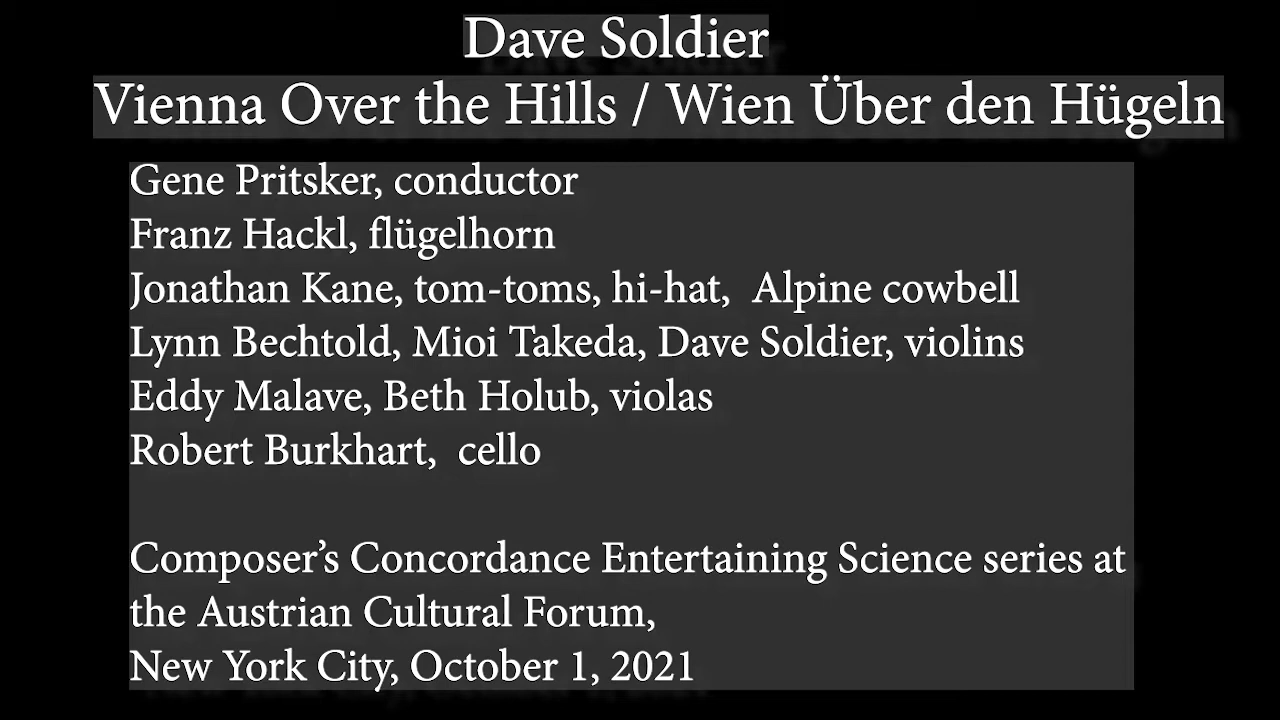 Dave Soldier
Vienna Over the Hills / Wien Über den Hügeln
Gene Pritsker, conductor
Franz Hackl, flügelhorn
Jonathan Kane, tom-toms, hi-hat,  Alpine cowbell
Lynn Bechtold, Mioi Takeda, Dave Soldier, violins
Eddy Malave, Beth Holub, violas
Robert Burkhart,  cello
Composer’s Concordance Entertaining Science series at
the Austrian Cultural Forum,
New York City, October 1, 2021